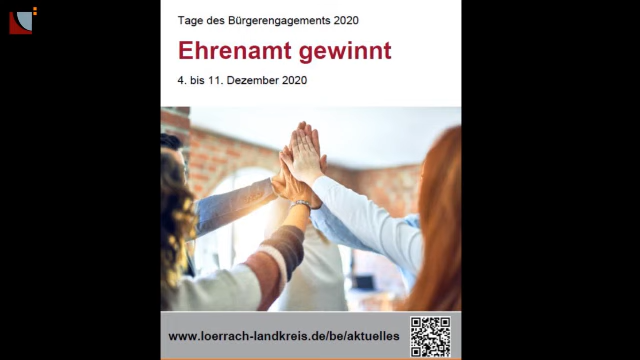 Tage des Bürgerengagements 2020
Ehrenamt gewinnt
4. bis 11. Dezember 2020
www.loerrach-landkreis.de/be/aktuelles